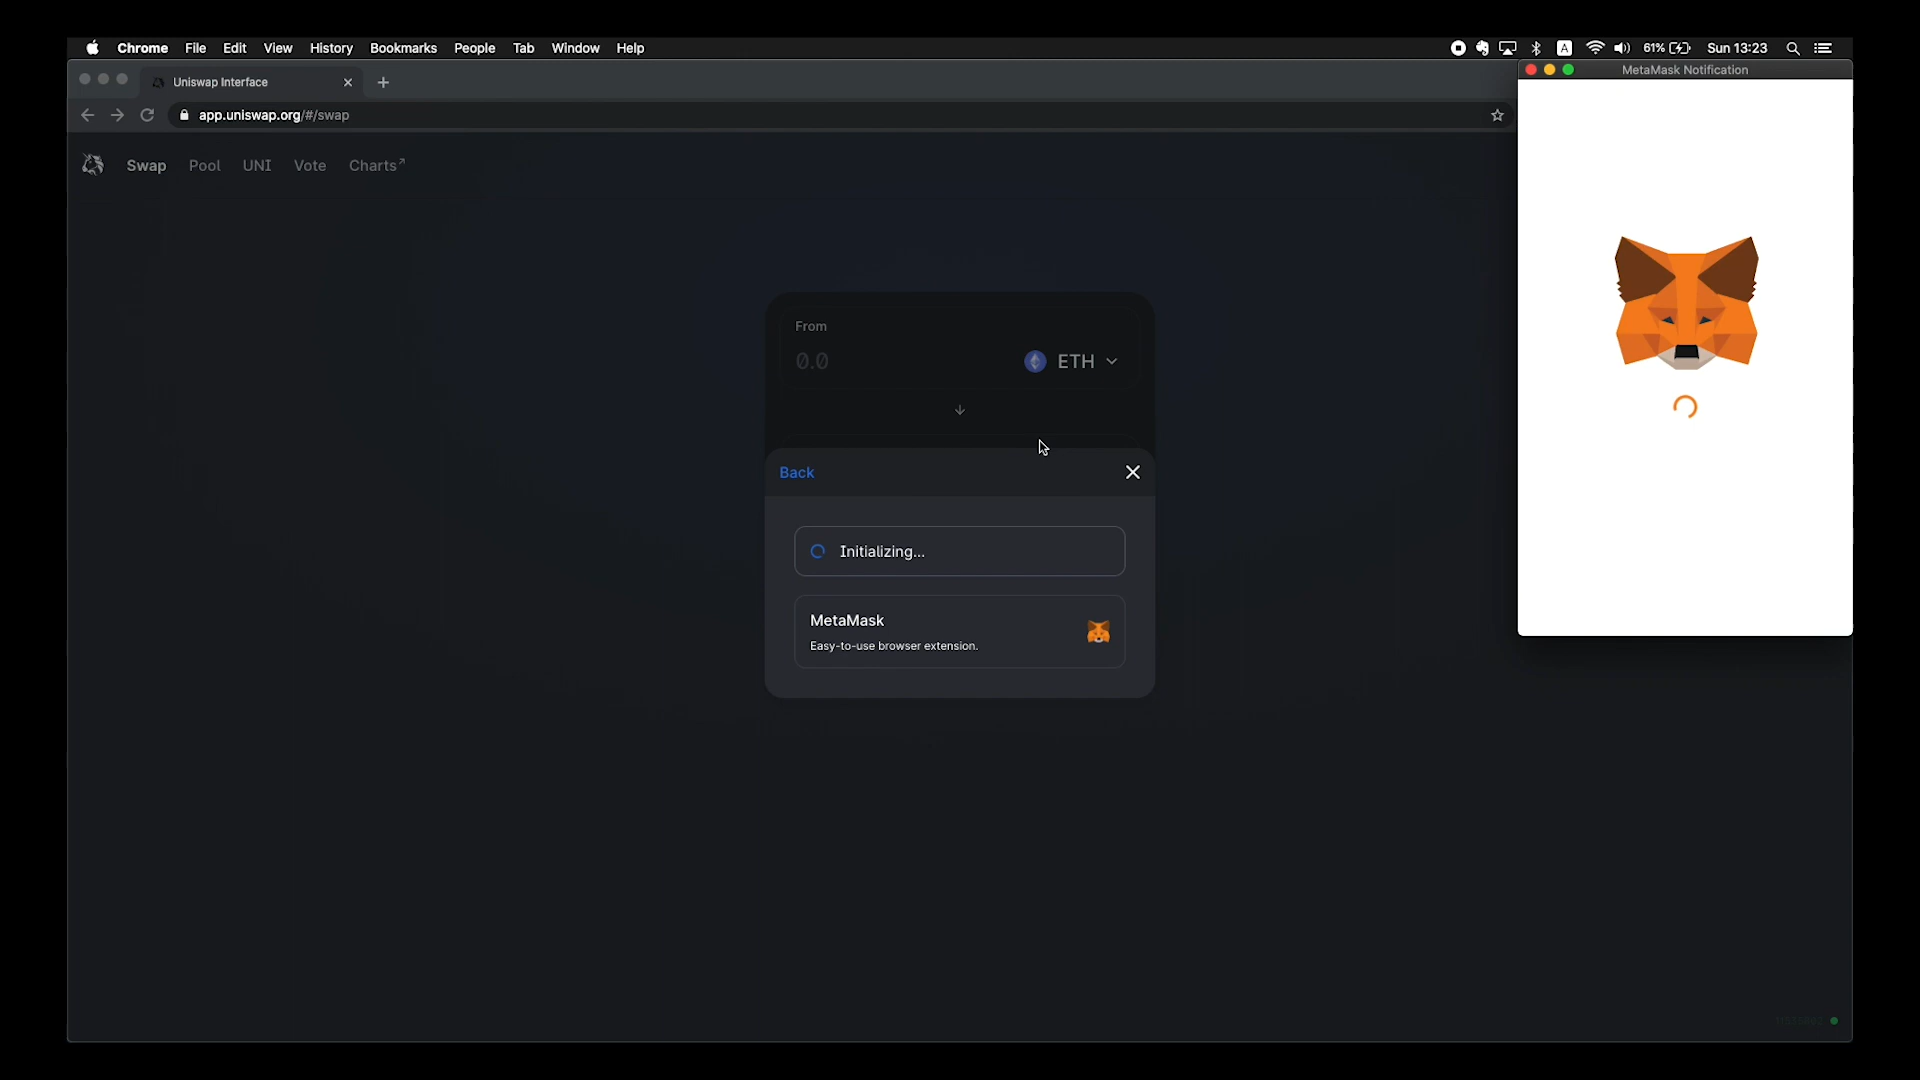 Chrome File Edit View History Bookmarks People Tab Window Help
A 61% Sun 13:23
Uniswap Interface
MetaMask Notification
app.uniswap.org/#/swap
Swap Pool UNI Vote Charts↗
From
0.0 ETH
Back
Initializing...
MetaMask
Easy-to-use browser extension.